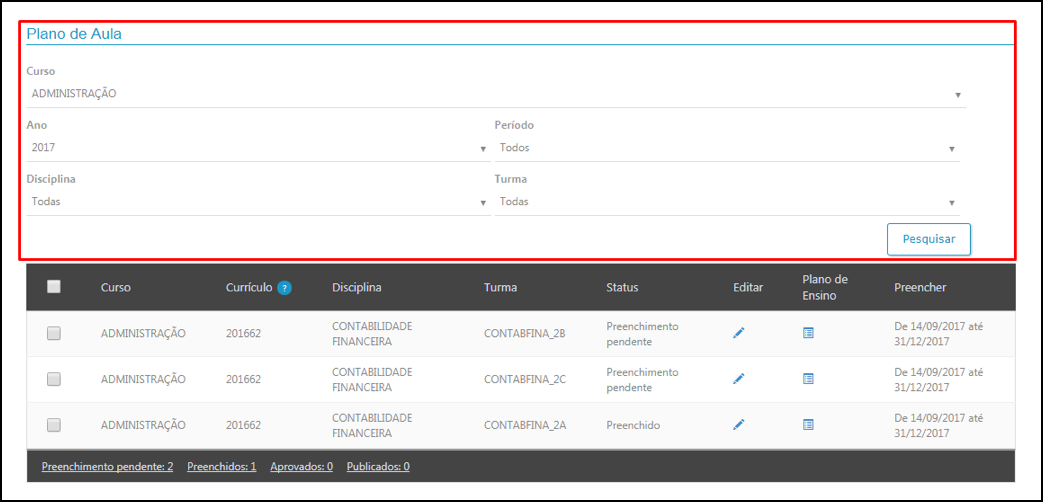 Plano de Aula
Curso
ADMINISTRAÇÃO
Ano Período
2017 Todos
Disciplina Turma
Todas Todas
Pesquisar
Curso Currículo ? Disciplina Turma Status Editar Plano de Ensino Preencher
ADMINISTRAÇÃO 201662 CONTABILIDADE FINANCEIRA CONTABFINA_2B Preenchimento pendente De 14/09/2017 até 31/12/2017
ADMINISTRAÇÃO 201662 CONTABILIDADE FINANCEIRA CONTABFINA_2C Preenchimento pendente De 14/09/2017 até 31/12/2017
ADMINISTRAÇÃO 201662 CONTABILIDADE FINANCEIRA CONTABFINA_2A Preenchido De 14/09/2017 até 31/12/2017
Preenchimento pendente: 2 Preenchidos: 1 Aprovados: 0 Publicados: 0